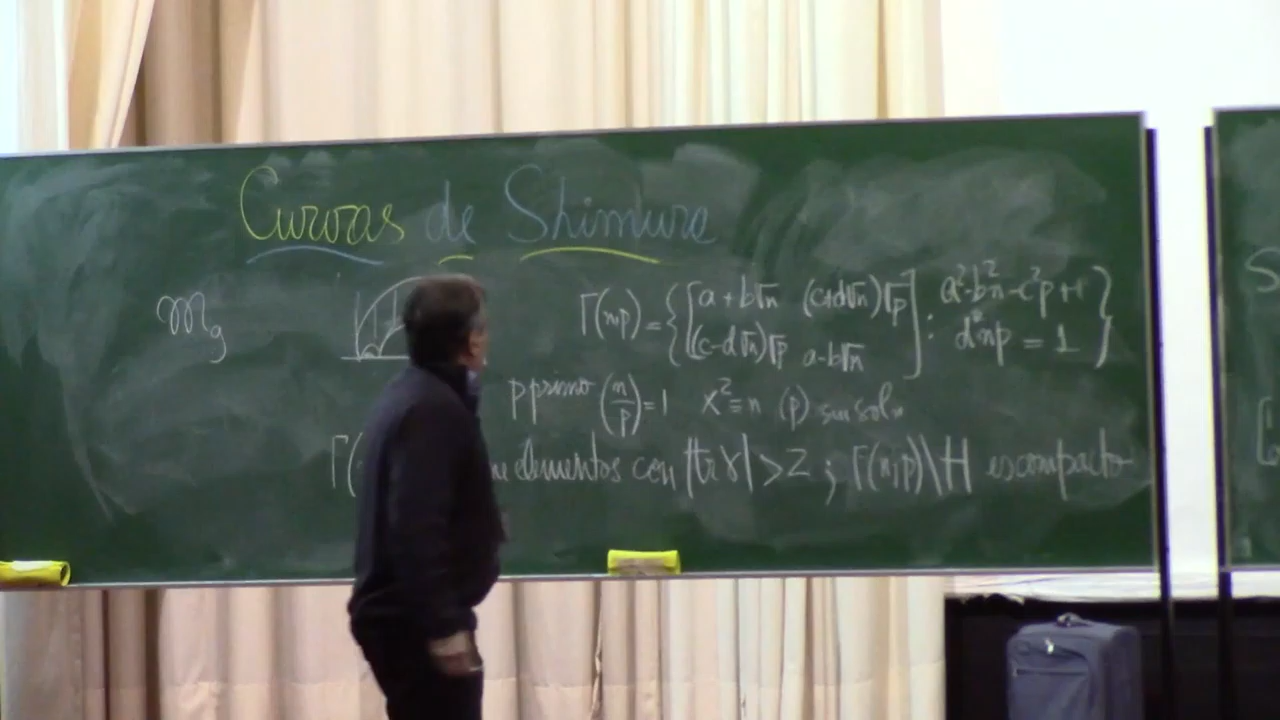 Curvas de Shimura
Mg
Γ(n,p) = { [ a+b√n (c+d√n)√p ] : a²-b²n-c²p+
(c-d√n)√p a-b√n d²np = 1 }
p primo (n/p)=1 x²≡n (p) sin sol
Γ( elementos con |tr γ| > 2 ; Γ(n,p)\H es compacto